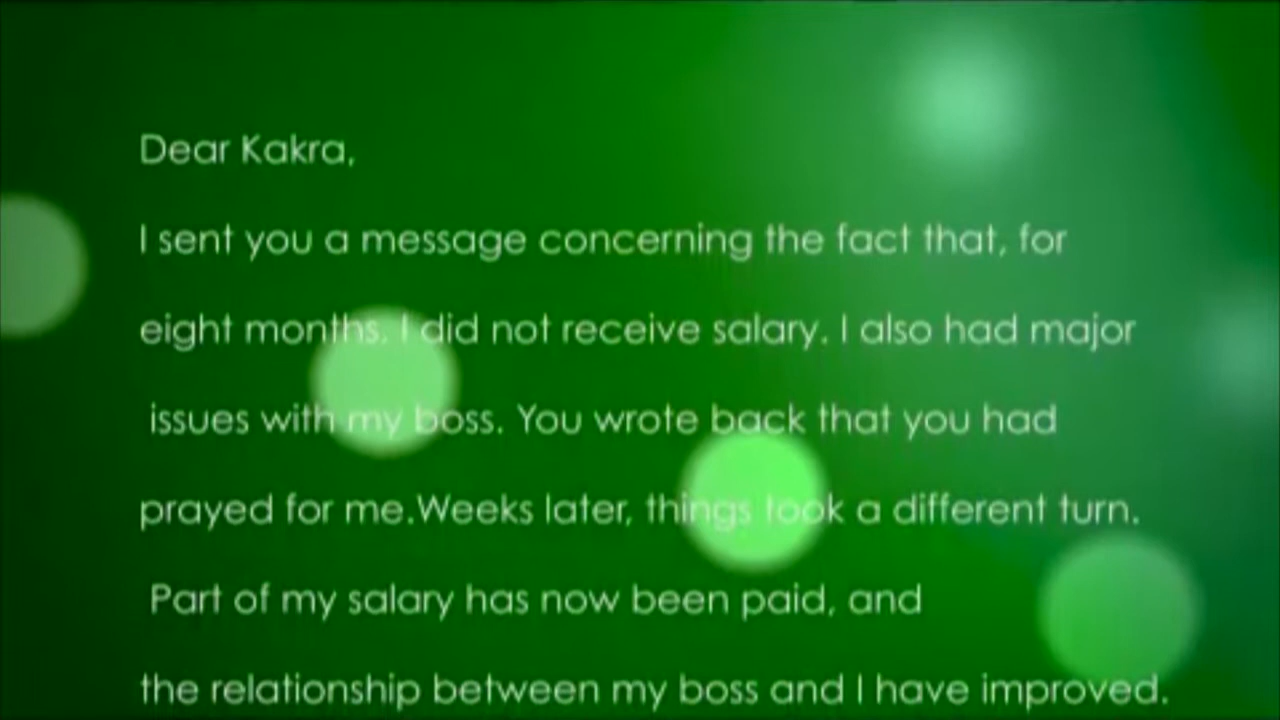 Dear Kakra,
I sent you a message concerning the fact that, for
eight months. I did not receive salary. I also had major
issues with my boss. You wrote back that you had
prayed for me.Weeks later, things took a different turn.
Part of my salary has now been paid, and
the relationship between my boss and I have improved.